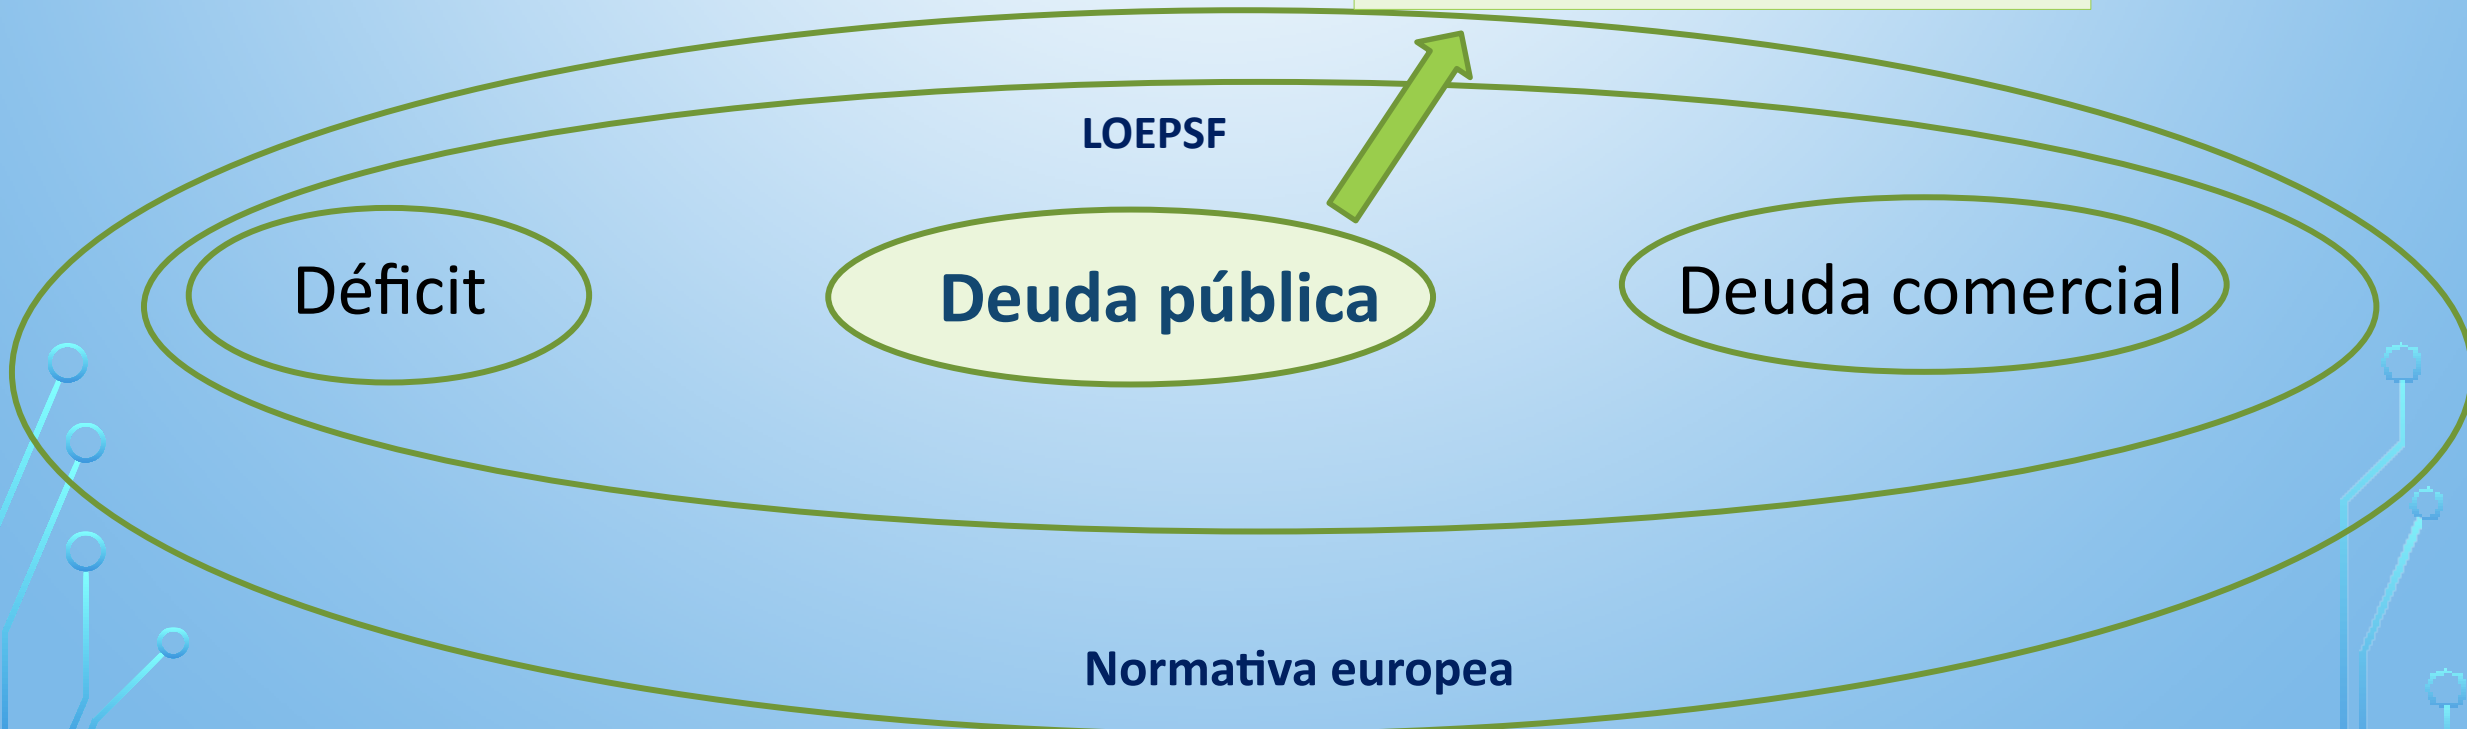 LOEPSF
Déficit
Deuda pública
Deuda comercial
Normativa europea